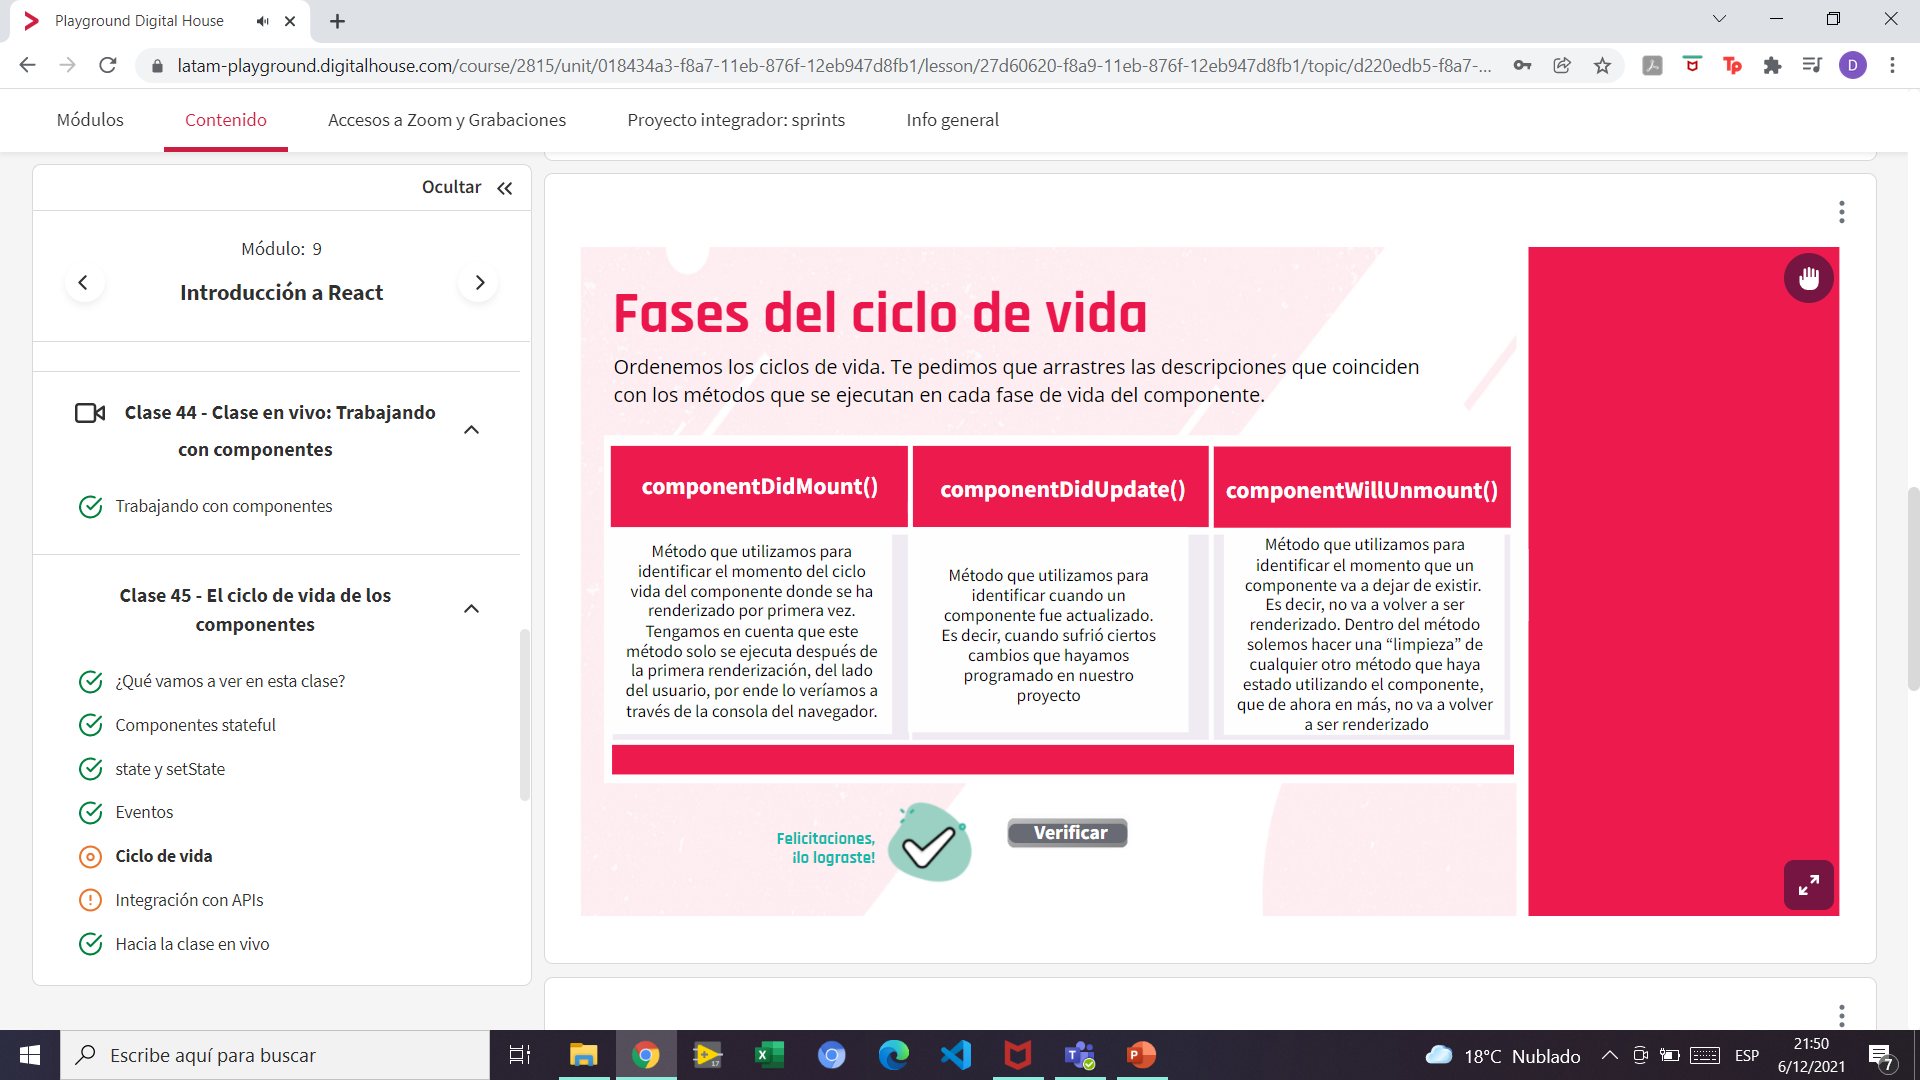 Playground Digital House
latam-playground.digitalhouse.com/course/2815/unit/018434a3-f8a7-11eb-876f-12eb947d8fb1/lesson/27d60620-f8a9-11eb-876f-12eb947d8fb1/topic/d220edb5-f8a7-...
D
Módulos
Contenido
Accesos a Zoom y Grabaciones
Proyecto integrador: sprints
Info general
Ocultar
Módulo: 9
Introducción a React
Clase 44 - Clase en vivo: Trabajando
con componentes
Trabajando con componentes
Clase 45 - El ciclo de vida de los
componentes
¿Qué vamos a ver en esta clase?
Componentes stateful
state y setState
Eventos
Ciclo de vida
Integración con APIs
Hacia la clase en vivo
Fases del ciclo de vida
Ordenemos los ciclos de vida. Te pedimos que arrastres las descripciones que coinciden
con los métodos que se ejecutan en cada fase de vida del componente.
componentDidMount()
Método que utilizamos para
identificar el momento del ciclo
vida del componente donde se ha
renderizado por primera vez.
Tengamos en cuenta que este
método solo se ejecuta después de
la primera renderización, del lado
del usuario, por ende lo veríamos a
través de la consola del navegador.
componentDidUpdate()
Método que utilizamos para
identificar cuando un
componente fue actualizado.
Es decir, cuando sufrió ciertos
cambios que hayamos
programado en nuestro
proyecto
componentWillUnmount()
Método que utilizamos para
identificar el momento que un
componente va a dejar de existir.
Es decir, no va a volver a ser
renderizado. Dentro del método
solemos hacer una “limpieza” de
cualquier otro método que haya
estado utilizando el componente,
que de ahora en más, no va a volver
a ser renderizado
Felicitaciones,
¡lo lograste!
Verificar
Escribe aquí para buscar
18°C Nublado
ESP
21:50
6/12/2021
7